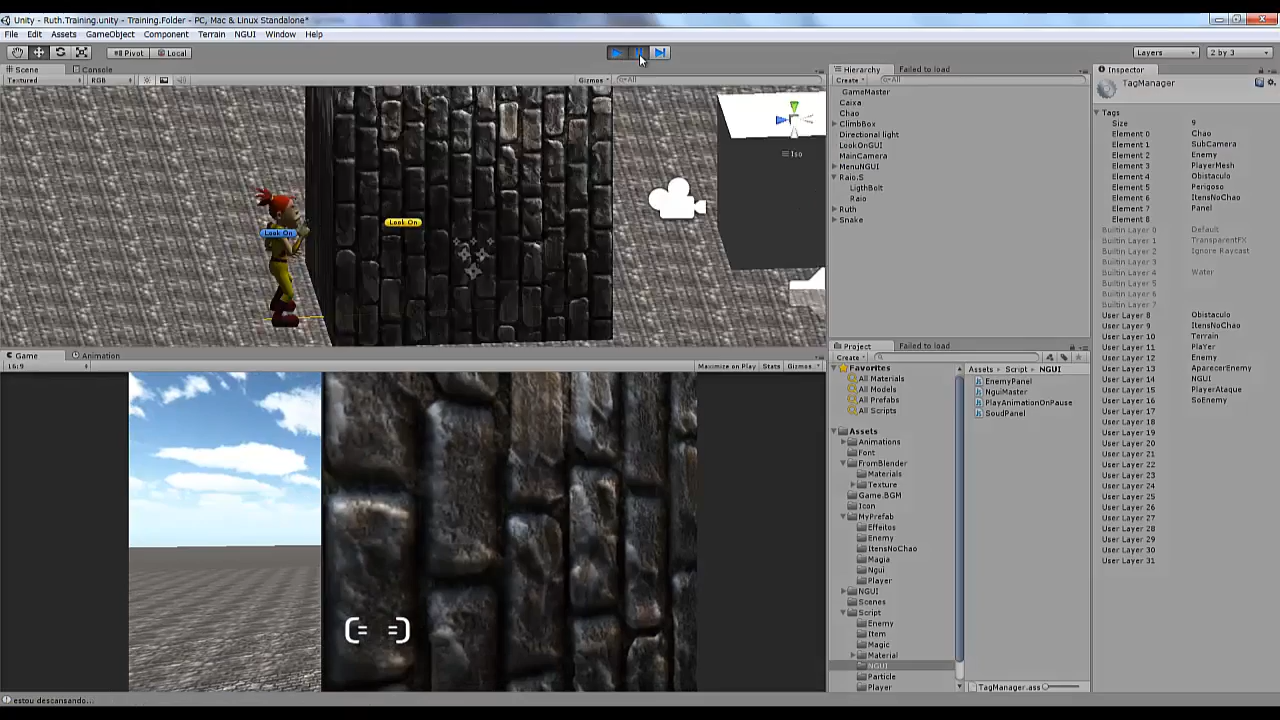 Unity - Ruth.Training.unity - Training.Folder - PC, Mac & Linux Standalone*
File Edit Assets GameObject Component Terrain NGUI Window Help
Pivot Local
Layers 2 by 3
Scene Console
Textured RGB Gizmos All
Look On
Look On
Iso
Hierarchy Failed to load
Create All
GameMaster
Caixa
Chao
ClimbBox
Directional light
LookOnGUI
MainCamera
MenuNGUI
Raio.S
LigthBolt
Raio
Ruth
Snake
Inspector
TagManager
Tags
Size 9
Element 0 Chao
Element 1 SubCamera
Element 2 Enemy
Element 3 PlayerMesh
Element 4 Obstaculo
Element 5 Perigoso
Element 6 ItensNoChao
Element 7 Panel
Element 8
Builtin Layer 0 Default
Builtin Layer 1 TransparentFX
Builtin Layer 2 Ignore Raycast
Builtin Layer 3
Builtin Layer 4 Water
Builtin Layer 5
Builtin Layer 6
Builtin Layer 7
User Layer 8 Obstaculo
User Layer 9 ItensNoChao
User Layer 10 Terrain
User Layer 11 Player
User Layer 12 Enemy
User Layer 13 AparecerEnemy
User Layer 14 NGUI
User Layer 15 PlayerAtaque
User Layer 16 SoEnemy
User Layer 17
User Layer 18
User Layer 19
User Layer 20
User Layer 21
User Layer 22
User Layer 23
User Layer 24
User Layer 25
User Layer 26
User Layer 27
User Layer 28
User Layer 29
User Layer 30
User Layer 31
Game Animation
16:9 Maximize on Play Stats Gizmos
Project Failed to load
Create
Favorites
All Materials
All Models
All Prefabs
All Scripts
Assets
Animations
Font
FromBlender
Materials
Texture
Game.BGM
Icon
MyPrefab
Effeitos
Enemy
ItensNoChao
Magia
Ngui
Player
NGUI
Scenes
Script
Enemy
Item
Magic
Material
NGUI
Particle
Player
Assets Script NGUI
EnemyPanel
NguiMaster
PlayAnimationOnPause
SoudPanel
TagManager.ass
estou descansando...